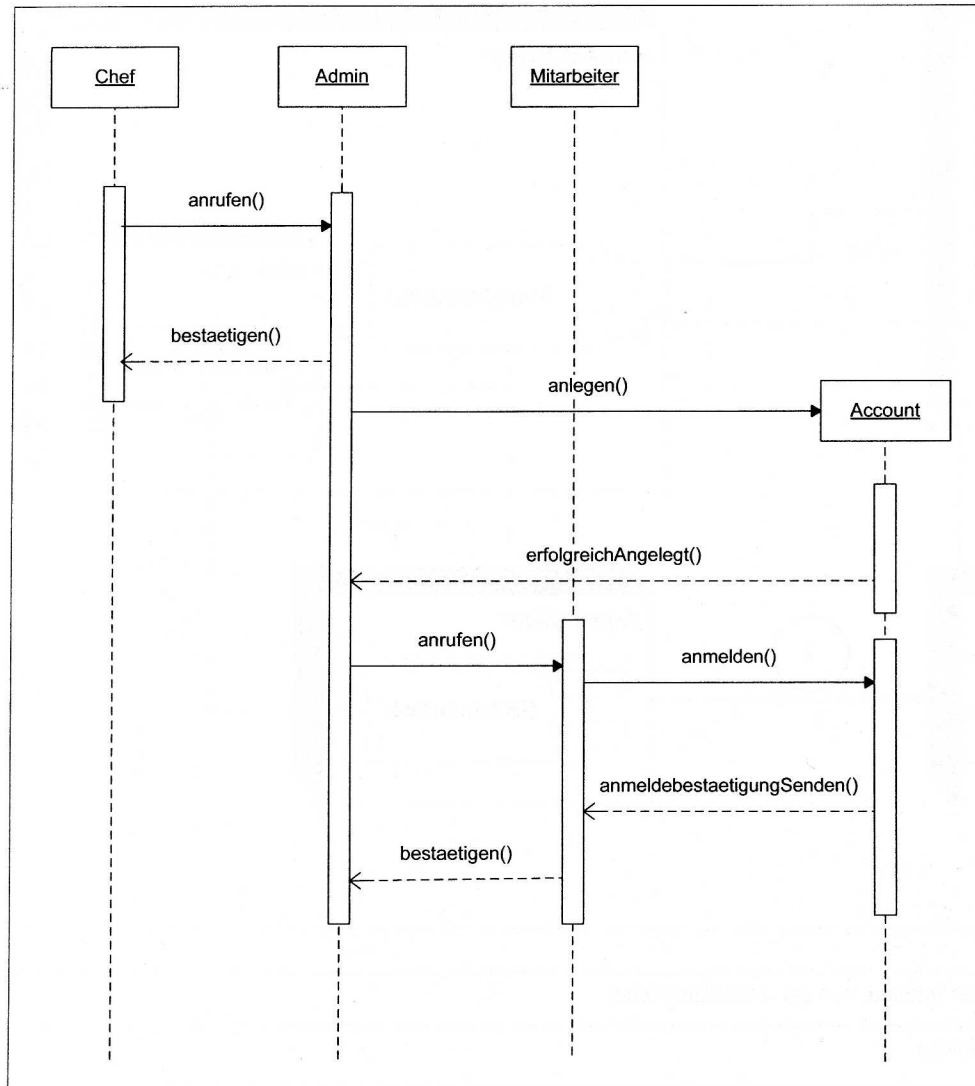 Chef
Admin
Mitarbeiter
anrufen()
bestaetigen()
anlegen()
Account
erfolgreichAngelegt()
anrufen()
anmelden()
anmeldebestaetigungSenden()
bestaetigen()